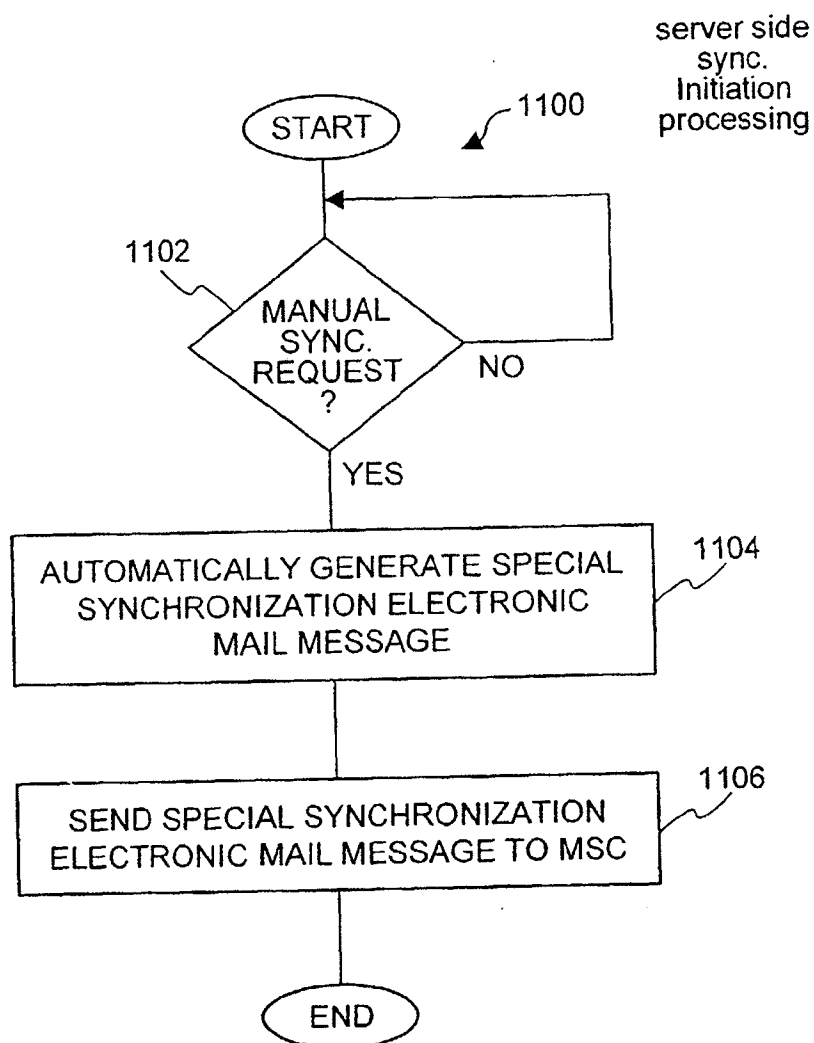 server side
sync.
Initiation
processing
1100
START
1102
MANUAL
SYNC.
REQUEST
?
NO
YES
1104
AUTOMATICALLY GENERATE SPECIAL
SYNCHRONIZATION ELECTRONIC
MAIL MESSAGE
1106
SEND SPECIAL SYNCHRONIZATION
ELECTRONIC MAIL MESSAGE TO MSC
END